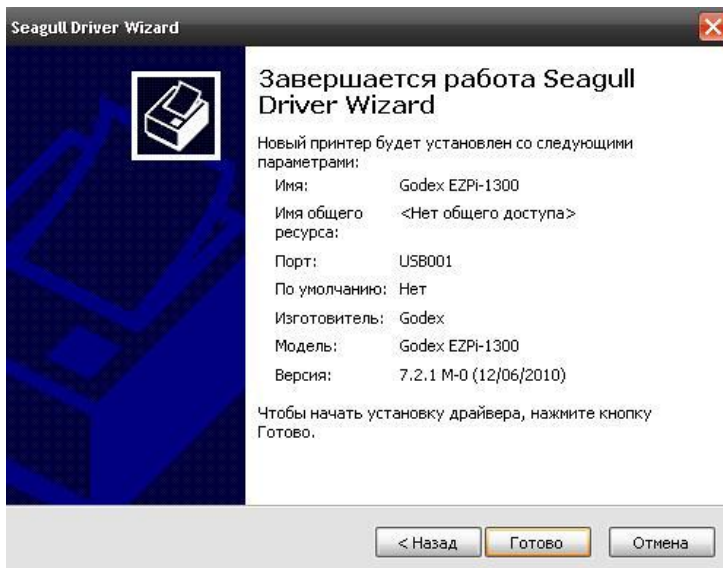 Seagull Driver Wizard
Завершается работа Seagull
Driver Wizard
Новый принтер будет установлен со следующими
параметрами:
Имя: Godex EZPi-1300
Имя общего <Нет общего доступа>
ресурса:
Порт: USB001
По умолчанию: Нет
Изготовитель: Godex
Модель: Godex EZPi-1300
Версия: 7.2.1 M-0 (12/06/2010)
Чтобы начать установку драйвера, нажмите кнопку
Готово.
< Назад Готово Отмена